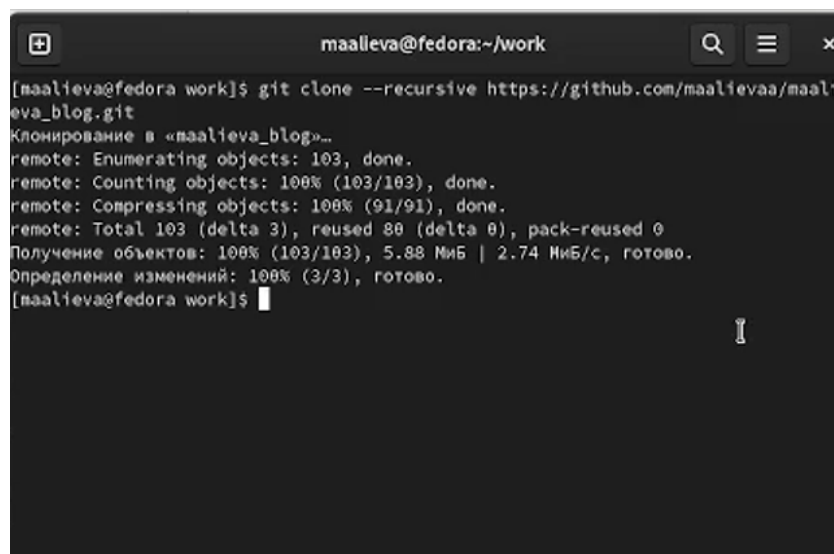 maalieva@fedora:~/work
[maalieva@fedora work]$ git clone --recursive https://github.com/maalievaa/maali
eva_blog.git
Клонирование в «maalieva_blog»…
remote: Enumerating objects: 103, done.
remote: Counting objects: 100% (103/103), done.
remote: Compressing objects: 100% (91/91), done.
remote: Total 103 (delta 3), reused 80 (delta 0), pack-reused 0
Получение объектов: 100% (103/103), 5.88 МиБ | 2.74 МиБ/с, готово.
Определение изменений: 100% (3/3), готово.
[maalieva@fedora work]$